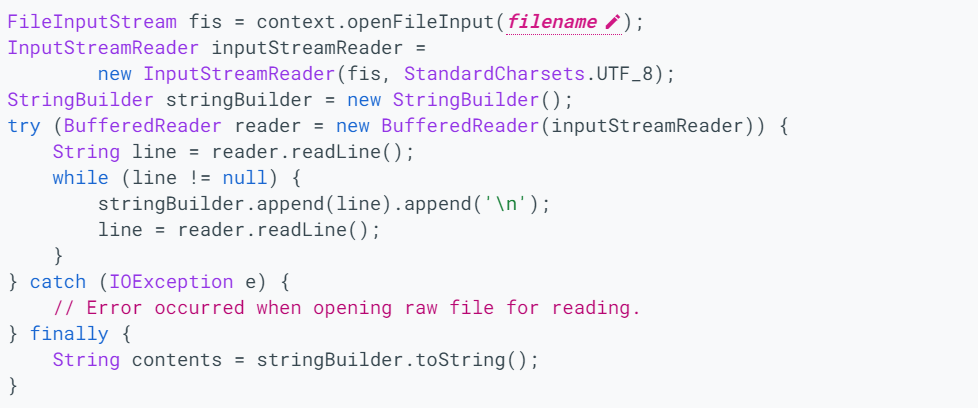 FileInputStream fis = context.openFileInput(filename);
InputStreamReader inputStreamReader =
        new InputStreamReader(fis, StandardCharsets.UTF_8);
StringBuilder stringBuilder = new StringBuilder();
try (BufferedReader reader = new BufferedReader(inputStreamReader)) {
    String line = reader.readLine();
    while (line != null) {
        stringBuilder.append(line).append('\n');
        line = reader.readLine();
    }
} catch (IOException e) {
    // Error occurred when opening raw file for reading.
} finally {
    String contents = stringBuilder.toString();
}